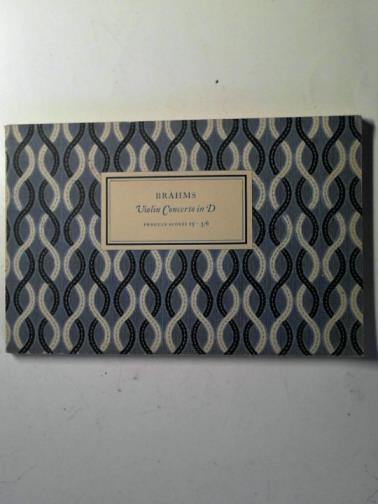 BRAHMS
Violin Concerto in D
PENGUIN SCORES 15 · 3/6